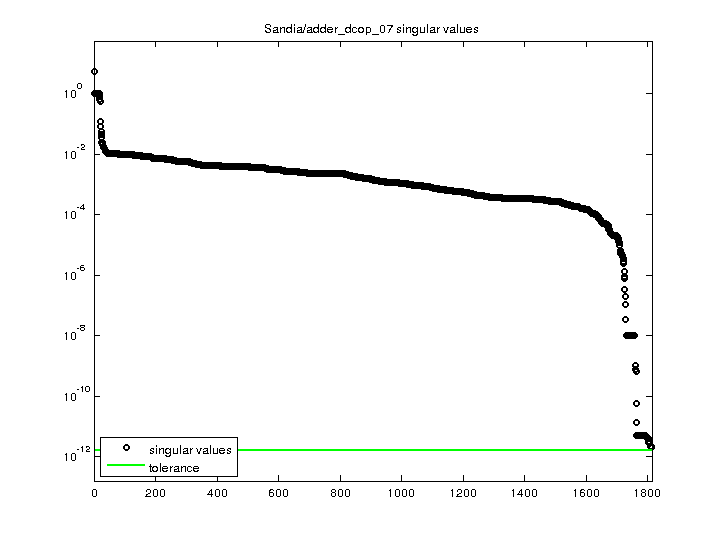 Sandia/adder_dcop_07 singular values
10^0
10^-2
10^-4
10^-6
10^-8
10^-10
10^-12
singular values
tolerance
0 200 400 600 800 1000 1200 1400 1600 1800